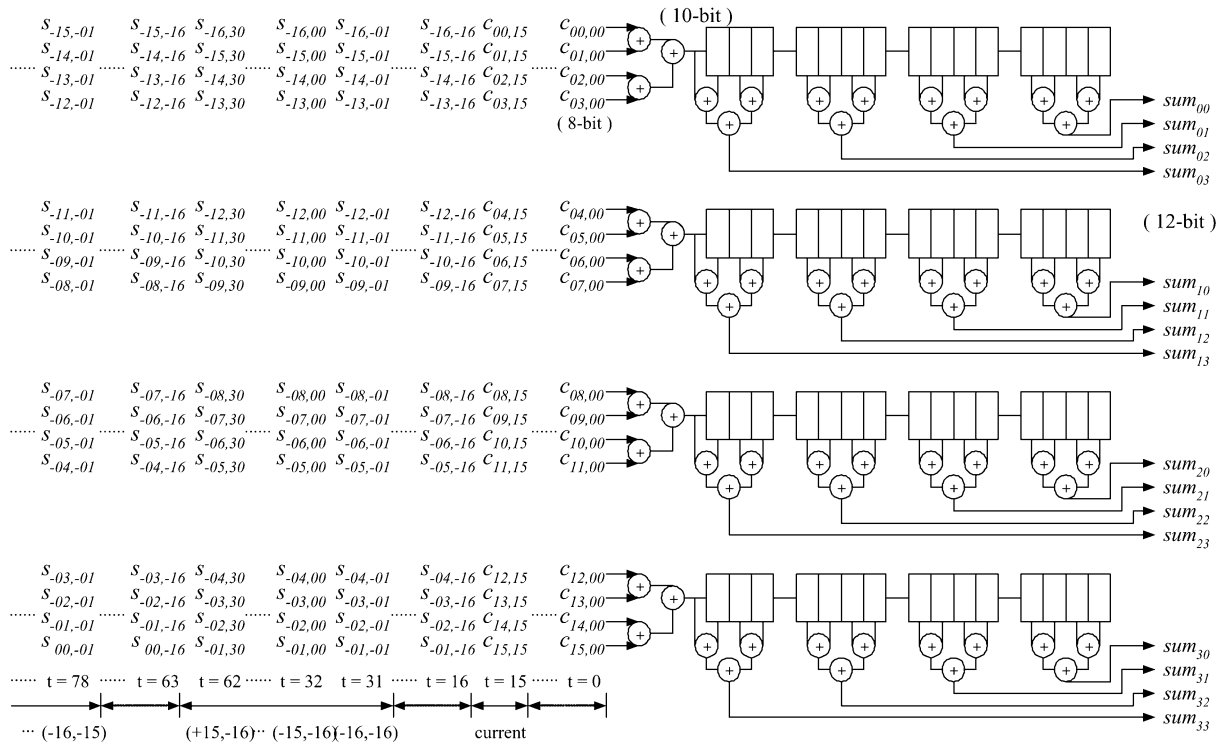 ( 10-bit )
s-15,-01 s-15,-16 s-16,30 s-16,00 s-16,-01 s-16,-16 c00,15 c00,00
s-14,-01 s-14,-16 s-15,30 s-15,00 s-15,-01 s-15,-16 c01,15 c01,00
...... ...... ...... ...... ......
s-13,-01 s-13,-16 s-14,30 s-14,00 s-14,-01 s-14,-16 c02,15 c02,00
s-12,-01 s-12,-16 s-13,30 s-13,00 s-13,-01 s-13,-16 c03,15 c03,00
( 8-bit )
+ + + + + + + + + + + + + + +
sum00
sum01
sum02
sum03
s-11,-01 s-11,-16 s-12,30 s-12,00 s-12,-01 s-12,-16 c04,15 c04,00
s-10,-01 s-10,-16 s-11,30 s-11,00 s-11,-01 s-11,-16 c05,15 c05,00
...... ...... ...... ...... ......
s-09,-01 s-09,-16 s-10,30 s-10,00 s-10,-01 s-10,-16 c06,15 c06,00
s-08,-01 s-08,-16 s-09,30 s-09,00 s-09,-01 s-09,-16 c07,15 c07,00
( 12-bit )
+ + + + + + + + + + + + + + +
sum10
sum11
sum12
sum13
s-07,-01 s-07,-16 s-08,30 s-08,00 s-08,-01 s-08,-16 c08,15 c08,00
s-06,-01 s-06,-16 s-07,30 s-07,00 s-07,-01 s-07,-16 c09,15 c09,00
...... ...... ...... ...... ......
s-05,-01 s-05,-16 s-06,30 s-06,00 s-06,-01 s-06,-16 c10,15 c10,00
s-04,-01 s-04,-16 s-05,30 s-05,00 s-05,-01 s-05,-16 c11,15 c11,00
+ + + + + + + + + + + + + + +
sum20
sum21
sum22
sum23
s-03,-01 s-03,-16 s-04,30 s-04,00 s-04,-01 s-04,-16 c12,15 c12,00
s-02,-01 s-02,-16 s-03,30 s-03,00 s-03,-01 s-03,-16 c13,15 c13,00
...... ...... ...... ...... ......
s-01,-01 s-01,-16 s-02,30 s-02,00 s-02,-01 s-02,-16 c14,15 c14,00
s00,-01 s00,-16 s-01,30 s-01,00 s-01,-01 s-01,-16 c15,15 c15,00
+ + + + + + + + + + + + + + +
sum30
sum31
sum32
sum33
...... t = 78 ...... t = 63 t = 62 ...... t = 32 t = 31 ...... t = 16 t = 15 ...... t = 0
... (-16,-15) (+15,-16) ... (-15,-16) (-16,-16) current